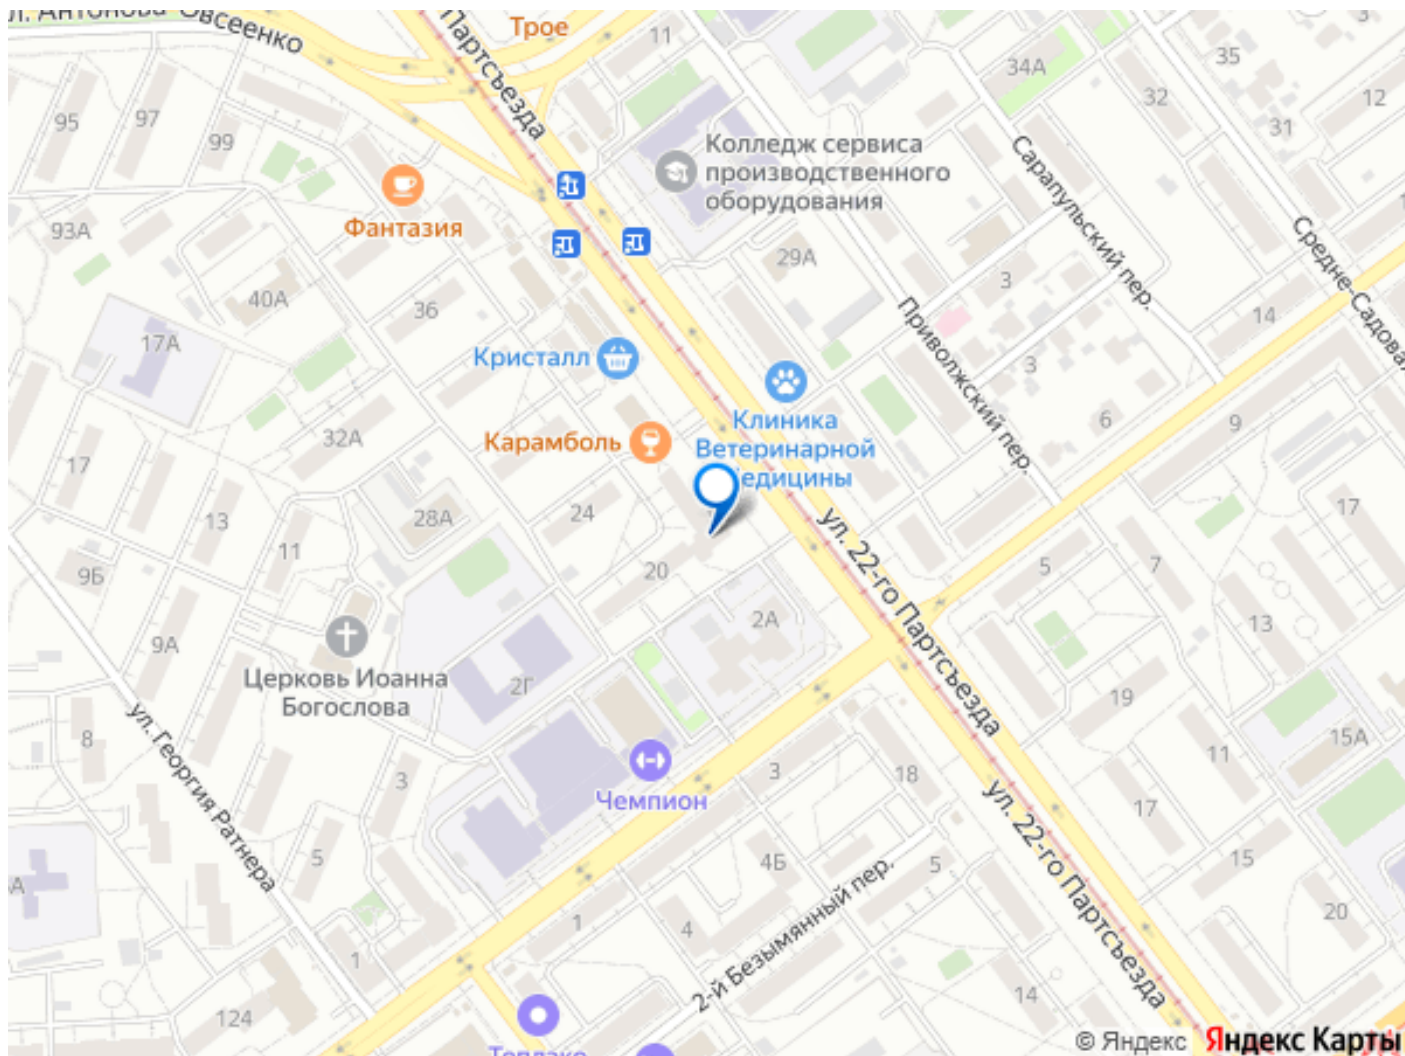 Антонова-Овсеенко
Трое
11
3
35
34А
32
12
31
Партсъезда
95
97
99
Колледж сервиса
производственного
оборудования
Сарапульский пер.
Фантазия
93А
29А
3
Средне-Садовая
40А
36
14
17А
Приволжский пер.
Кристалл
3
Клиника
Ветеринарной
6
9
32А
Карамболь
17
13
28А
24
17
11
ул. 22-го Партсъезда
9Б
20
5
7
2А
13
9А
Церковь Иоанна
Богослова
2Г
19
8
ул. Георгия Ратнера
3
Чемпион
3
18
11
15А
ул. 22-го Партсъезда
17
5
4Б
5
15
2-й Безымянный пер.
1
4
20
1
14
124
© Яндекс
Яндекс Карты